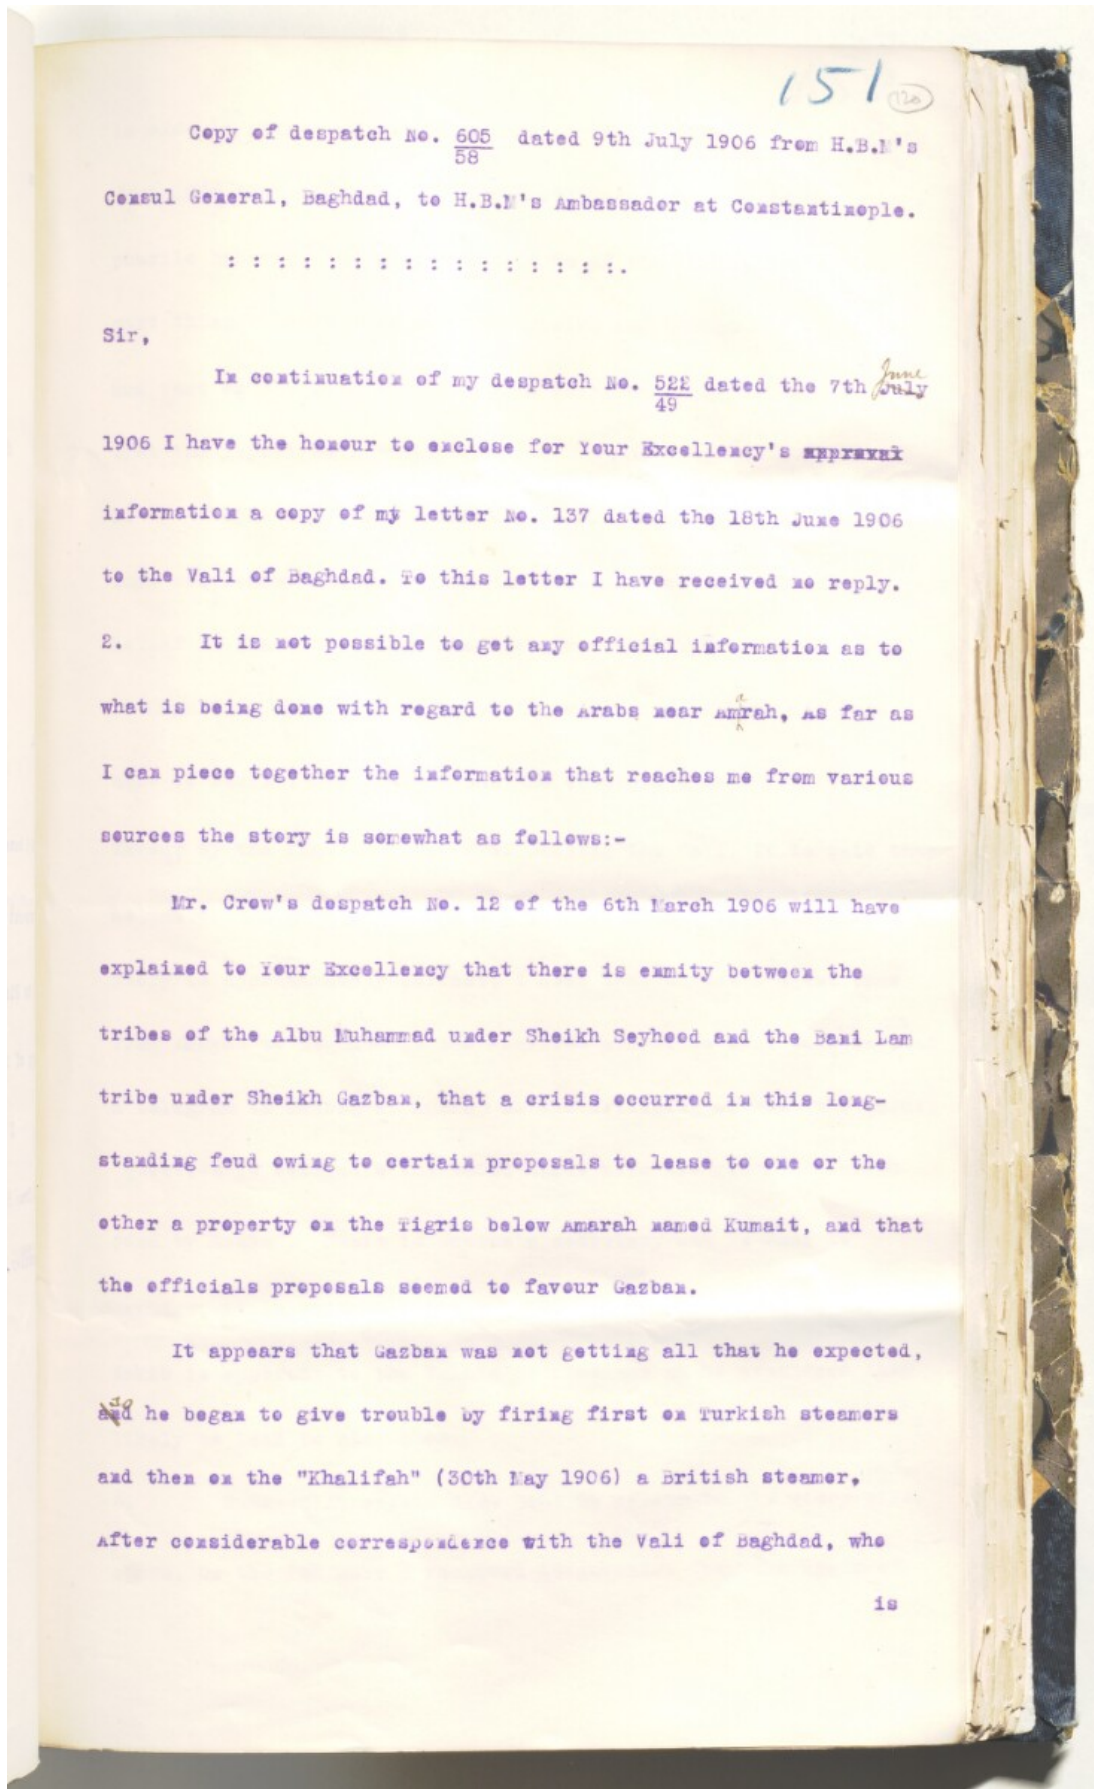 151
120
Copy of despatch No. 605/58 dated 9th July 1906 from H.B.M's
Consul General, Baghdad, to H.B.M's Ambassador at Constantinople.
: : : : : : : : : : : : : : : :.
Sir,
In continuation of my despatch No. 522/49 dated the 7th July June
1906 I have the honour to enclose for Your Excellency's approval
information a copy of my letter No. 137 dated the 18th June 1906
to the Vali of Baghdad. To this letter I have received no reply.
2. It is not possible to get any official information as to
what is being done with regard to the Arabs near Amarah, As far as
I can piece together the information that reaches me from various
sources the story is somewhat as follows:-
Mr. Crow's despatch No. 12 of the 6th March 1906 will have
explained to Your Excellency that there is enmity between the
tribes of the Albu Muhammad under Sheikh Seyhood and the Bani Lam
tribe under Sheikh Gazban, that a crisis occurred in this long-
standing feud owing to certain proposals to lease to one or the
other a property on the Tigris below Amarah named Kumait, and that
the officials proposals seemed to favour Gazban.
It appears that Gazban was not getting all that he expected,
and so he began to give trouble by firing first on Turkish steamers
and then on the "Khalifah" (30th May 1906) a British steamer,
After considerable correspondence with the Vali of Baghdad, who
is